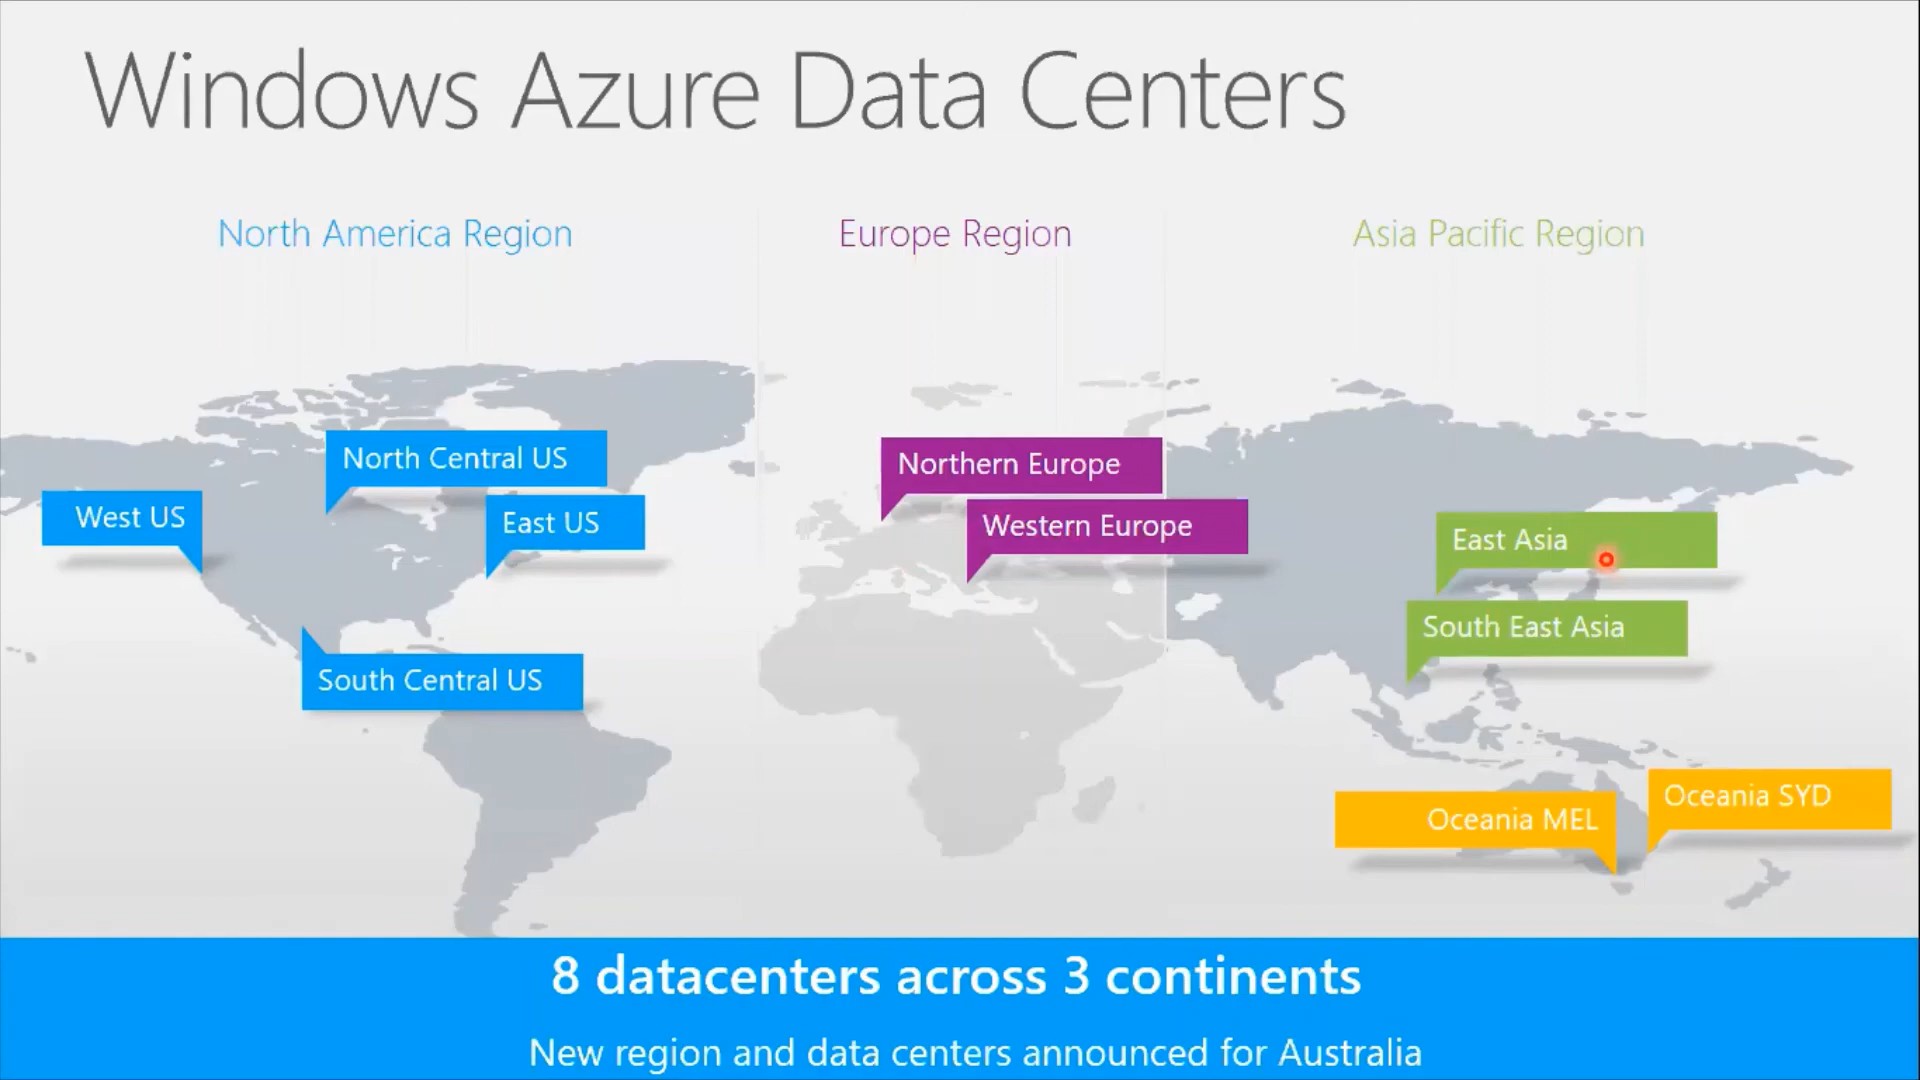 Windows Azure Data Centers
North America Region
Europe Region
Asia Pacific Region
North Central US
West US
East US
South Central US
Northern Europe
Western Europe
East Asia
South East Asia
Oceania MEL
Oceania SYD
8 datacenters across 3 continents
New region and data centers announced for Australia